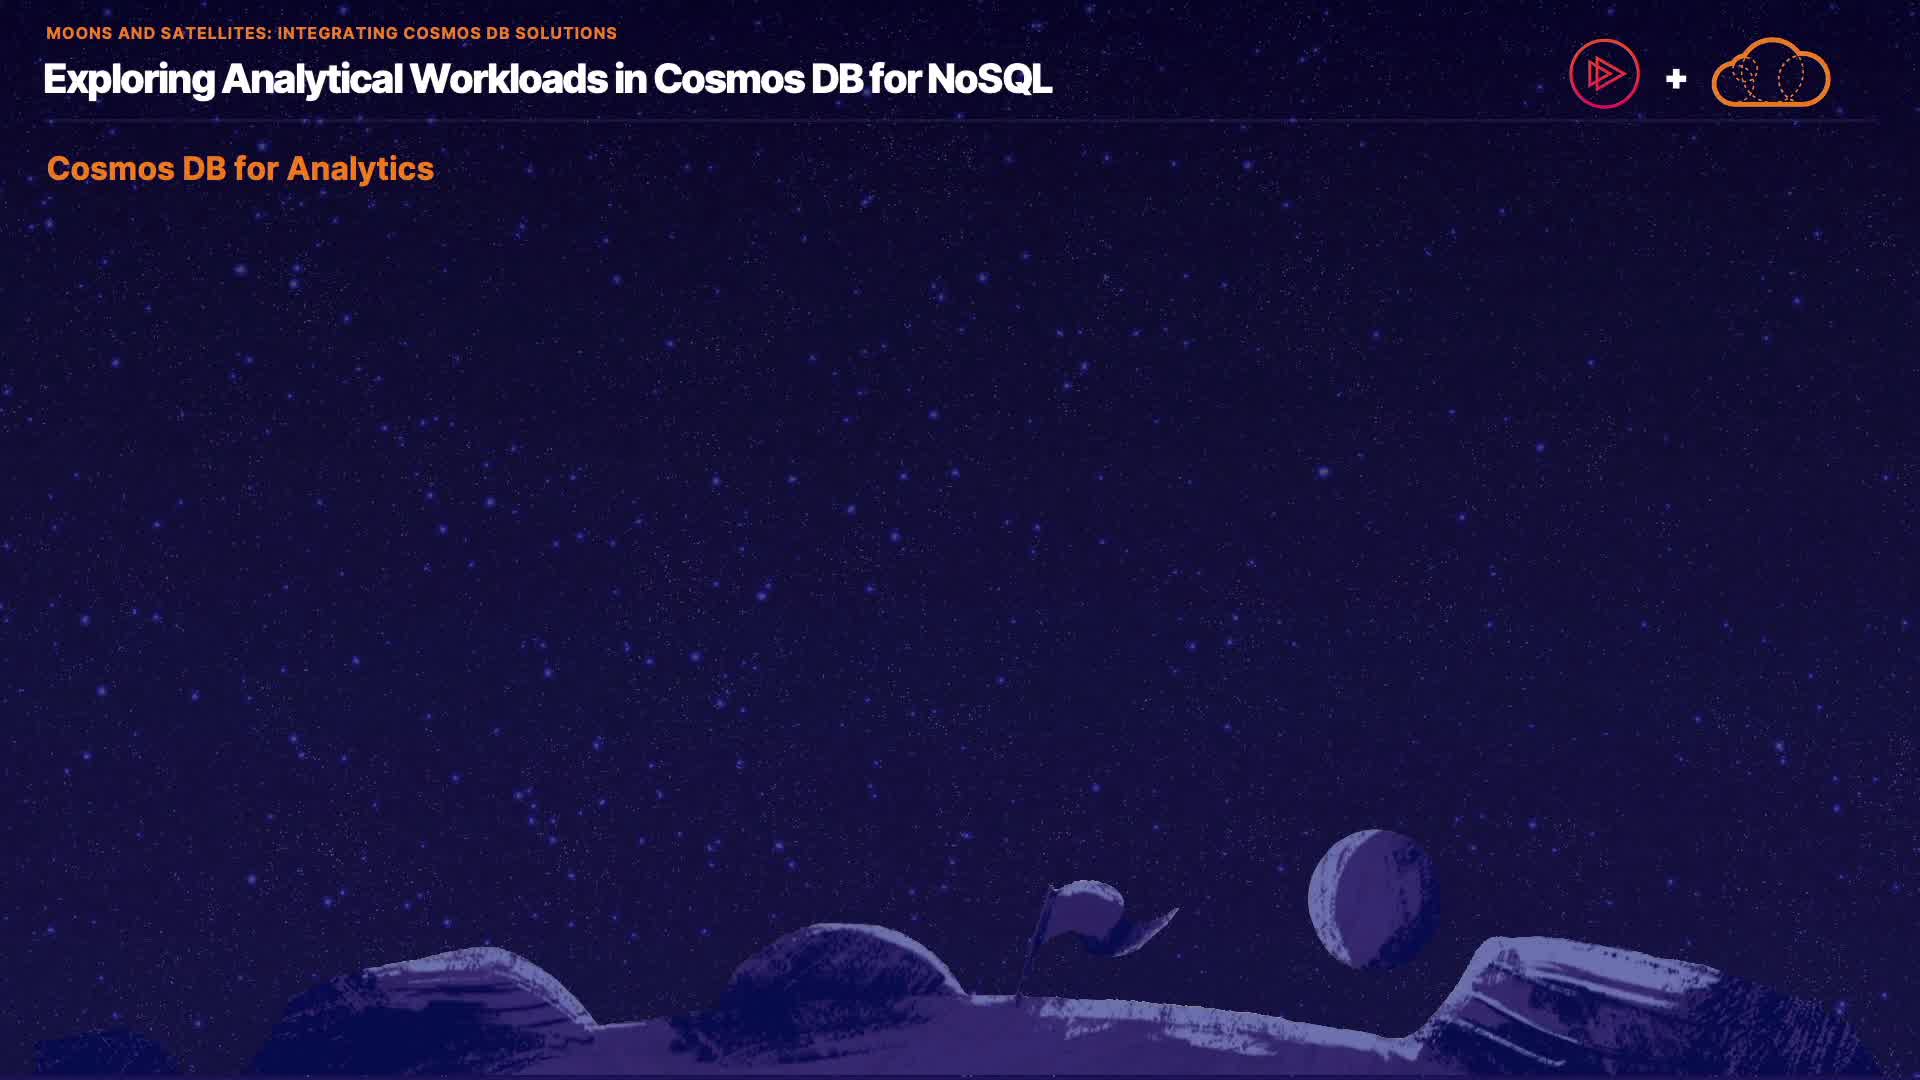 MOONS AND SATELLITES: INTEGRATING COSMOS DB SOLUTIONS
Exploring Analytical Workloads in Cosmos DB for NoSQL
+
Cosmos DB for Analytics